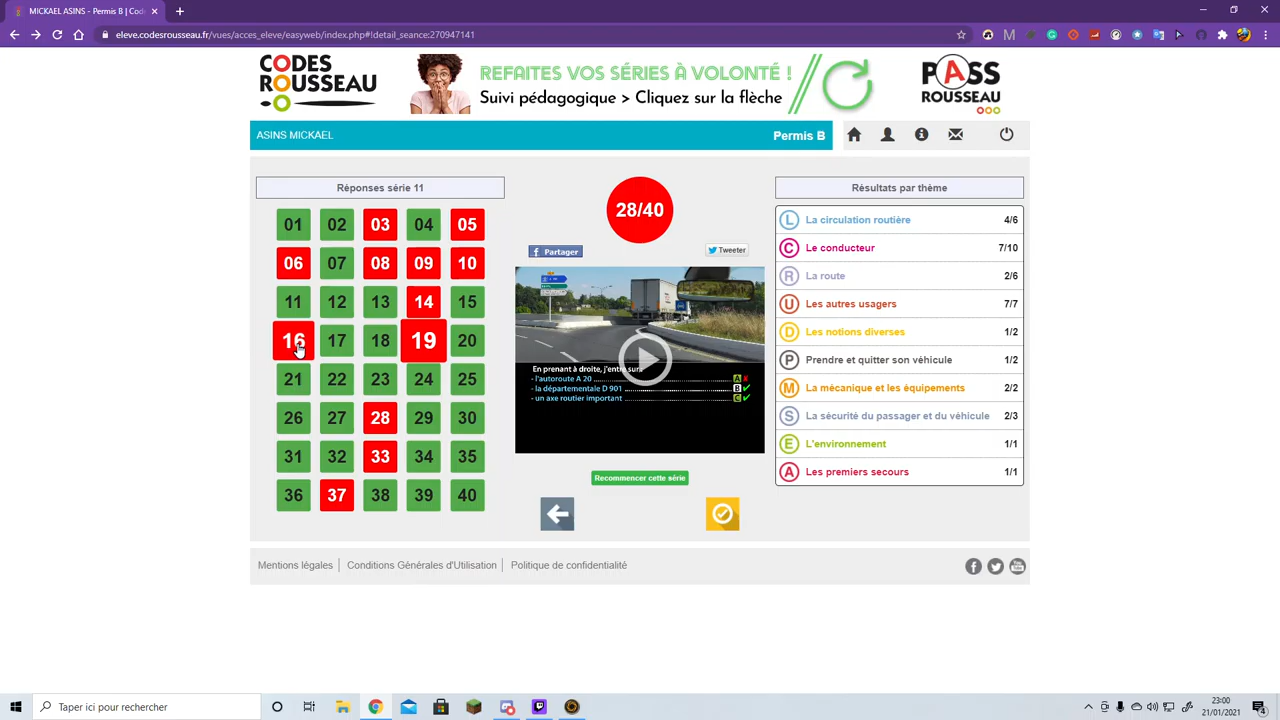 MICKAEL ASINS - Permis B | Code
elleve.fr/vues/acces_eleve/easyweb/index.php#!detail_seance:270947141
CODES ROUSSEAU
REFAITES VOS SÉRIES À VOLONTÉ !
Suivi pédagogique > Cliquez sur la flèche
PASS ROUSSEAU
ASINS MICKAEL
Permis B
Réponses série 11
01 02 03 04 05
06 07 08 09 10
11 12 13 14 15
16 17 18 19 20
21 22 23 24 25
26 27 28 29 30
31 32 33 34 35
36 37 38 39 40
28/40
Partager
Tweeter
En prenant à droite, j'entre sur:
- l'autoroute A 20 A
- la départementale D 901 B
- un axe routier important C
Recommencer cette série
Résultats par thème
L La circulation routière 4/6
C Le conducteur 7/10
R La route 2/6
U Les autres usagers 7/7
D Les notions diverses 1/2
P Prendre et quitter son véhicule 1/2
M La mécanique et les équipements 2/2
S La sécurité du passager et du véhicule 2/3
E L'environnement 1/1
A Les premiers secours 1/1
Mentions légales
Conditions Générales d'Utilisation
Politique de confidentialité
Taper ici pour rechercher
23:00
21/01/2021